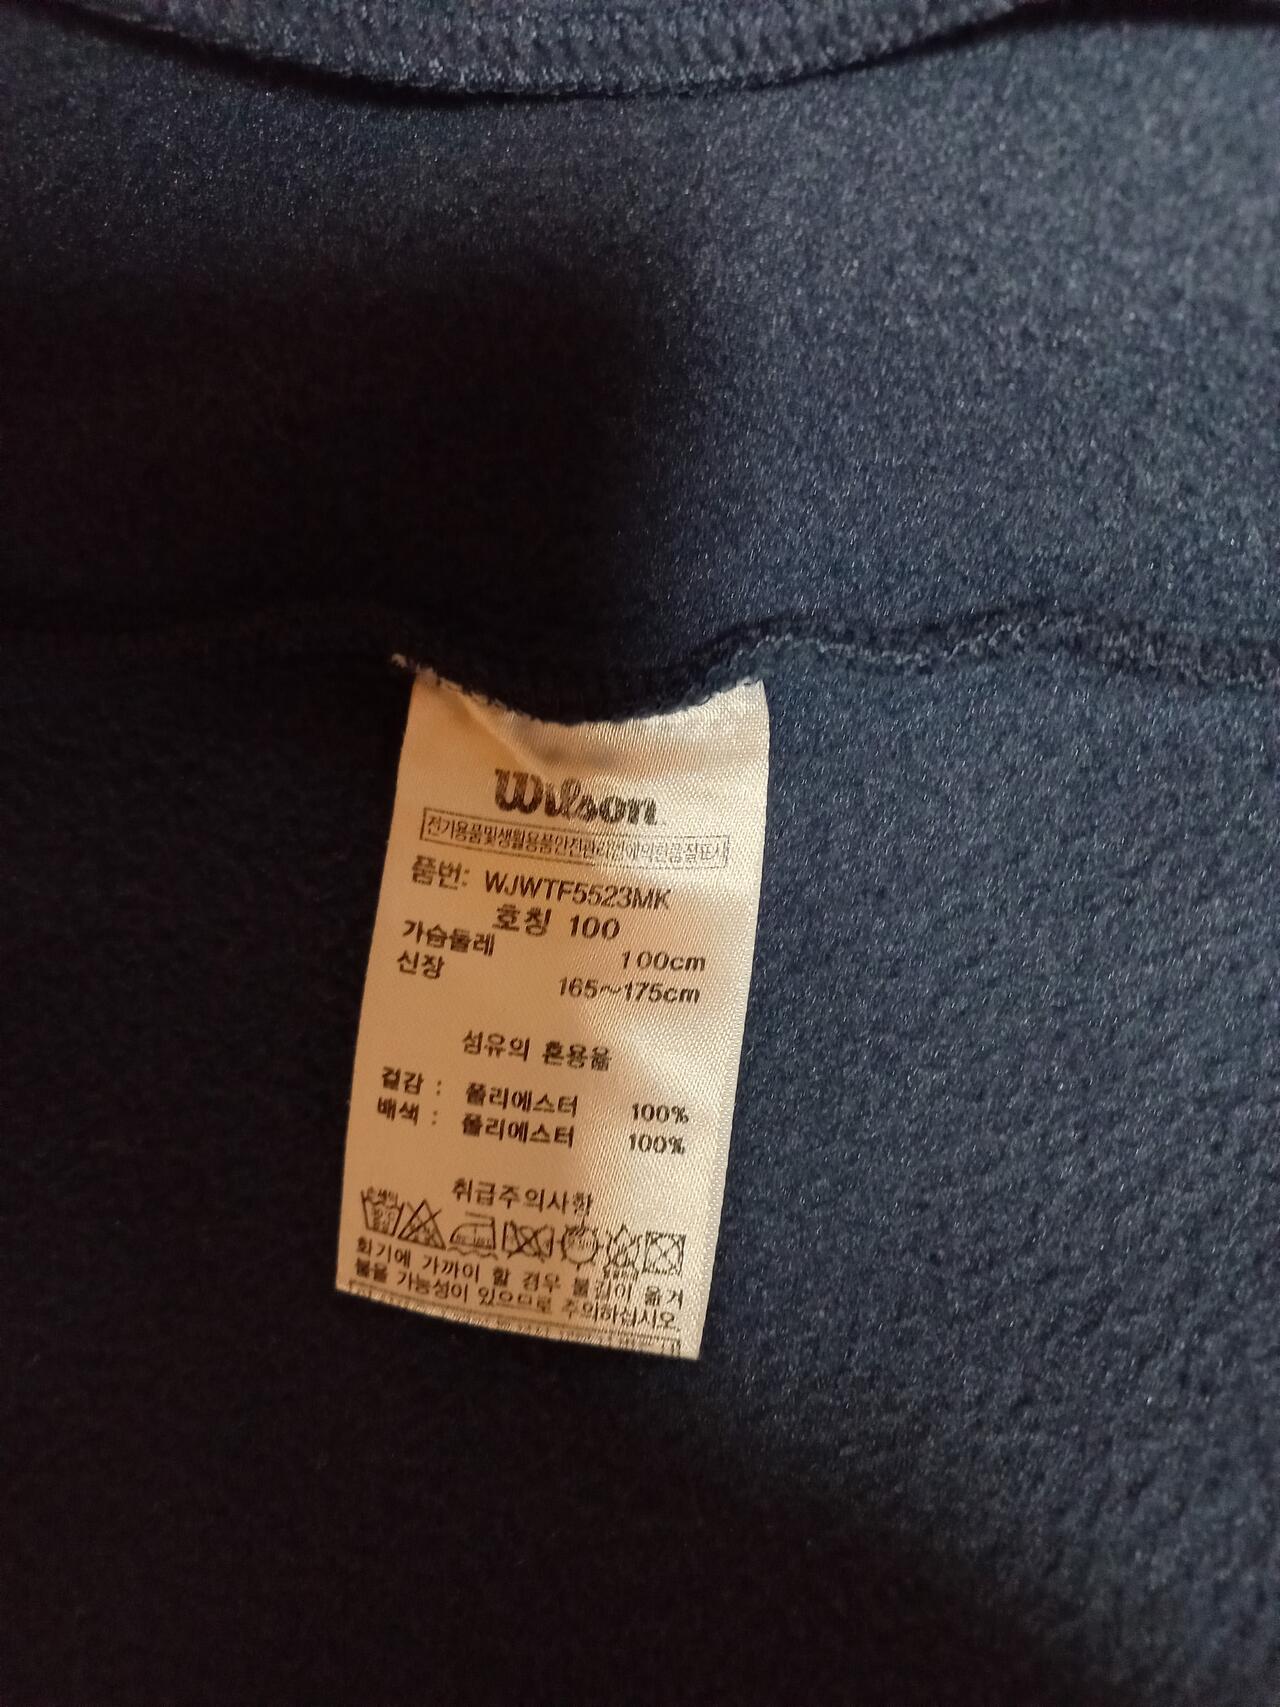 Wilson
전기용품및생활용품안전관리법에의한품질표시
품번: WJWTF5523MK
호칭 100
가슴둘레 100cm
신장 165~175cm
섬유의 혼용율
겉감 : 폴리에스터 100%
배색 : 폴리에스터 100%
취급주의사항
화기에 가까이 할 경우 불길이 옮겨
붙을 가능성이 있으므로 주의하십시오